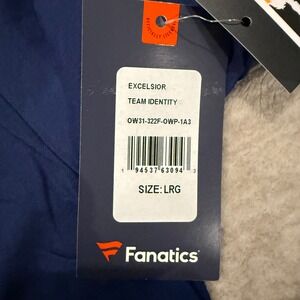 EXCELSIOR
TEAM IDENTITY
OW31-322F-OWP-1A3
1 94537 63094 3
SIZE: LRG
Fanatics